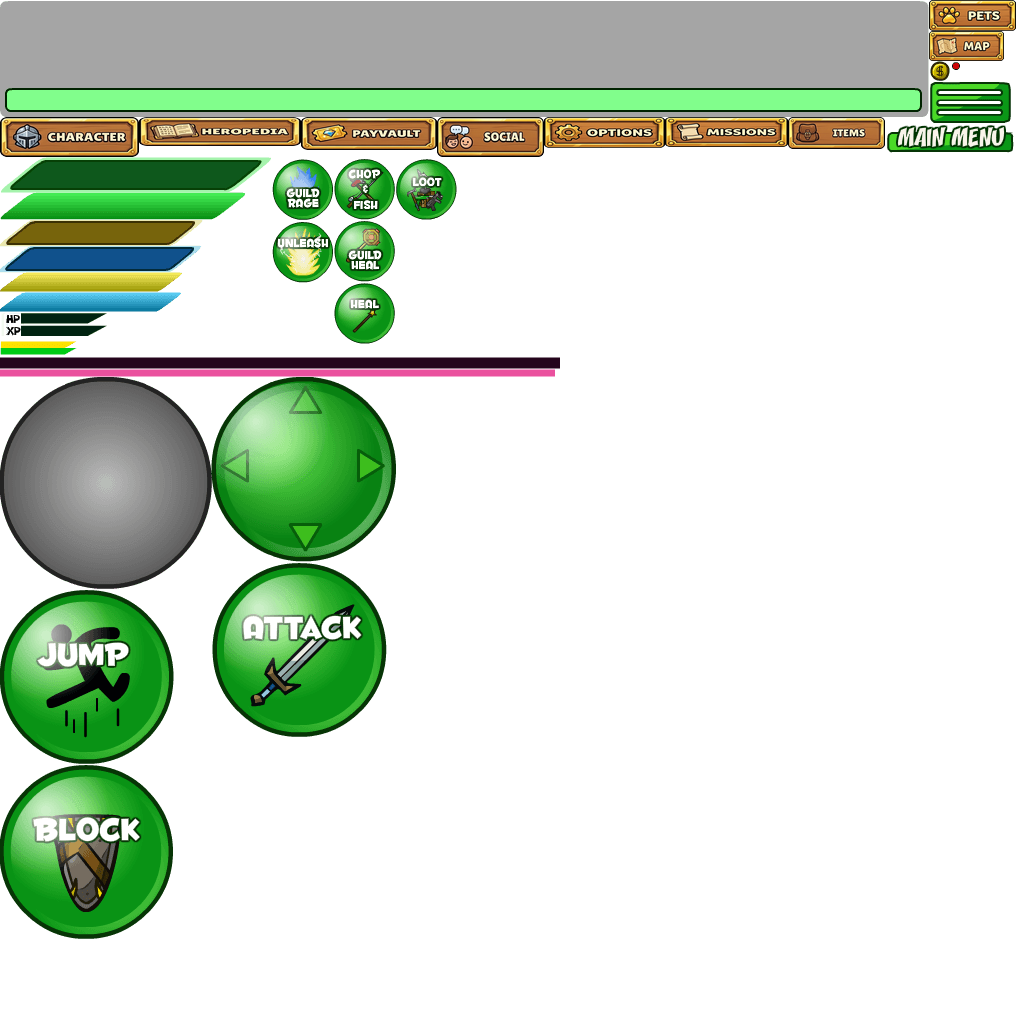 PETS
MAP
$
CHARACTER
HEROPEDIA
PAYVAULT
SOCIAL
OPTIONS
MISSIONS
ITEMS
MAIN MENU
GUILD
RAGE
CHOP
&
FISH
LOOT
UNLEASH
GUILD
HEAL
HEAL
HP
XP
JUMP
ATTACK
BLOCK